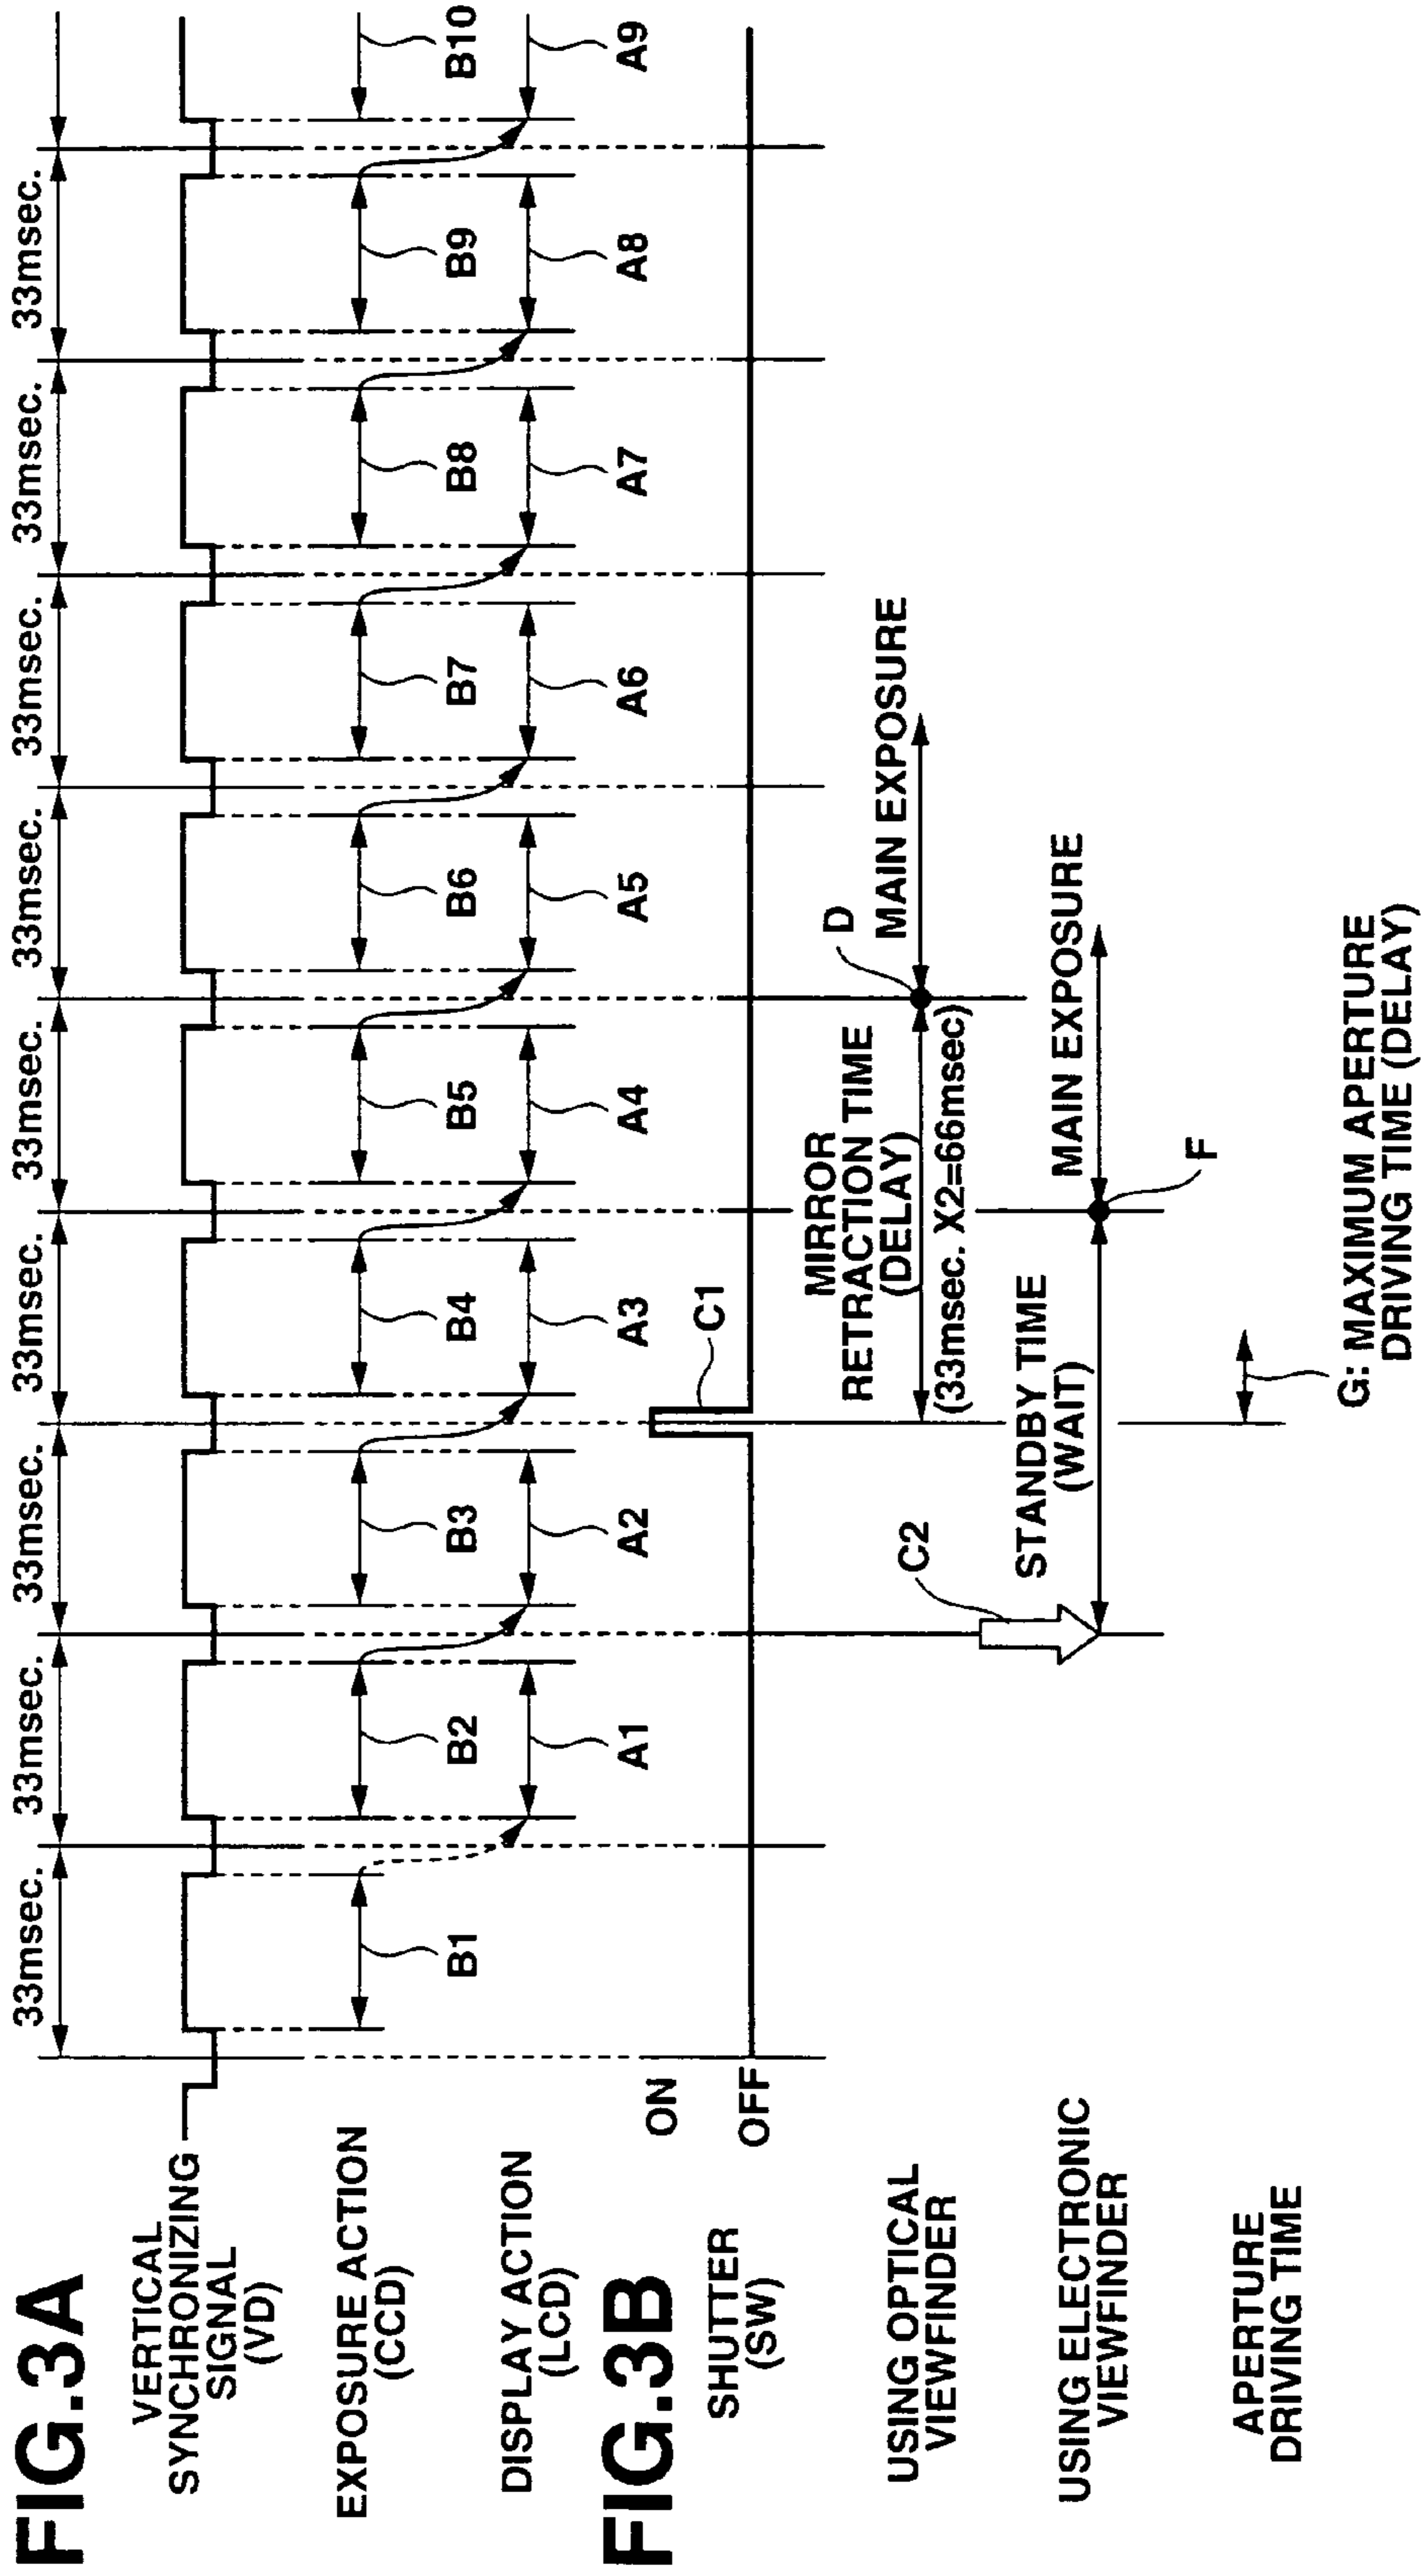 FIG.3A
33msec.
33msec.
33msec.
33msec.
33msec.
33msec.
33msec.
33msec.
33msec.
VERTICAL
SYNCHRONIZING
SIGNAL
(VD)
EXPOSURE ACTION
(CCD)
B1
B2
B3
B4
B5
B6
B7
B8
B9
B10
DISPLAY ACTION
(LCD)
A1
A2
A3
A4
A5
A6
A7
A8
A9
FIG.3B
SHUTTER
(SW)
ON
OFF
C1
USING OPTICAL
VIEWFINDER
MIRROR
RETRACTION TIME
(DELAY)
(33msec. X2=66msec)
D
MAIN EXPOSURE
USING ELECTRONIC
VIEWFINDER
C2
STANDBY TIME
(WAIT)
MAIN EXPOSURE
F
APERTURE
DRIVING TIME
G: MAXIMUM APERTURE
DRIVING TIME (DELAY)